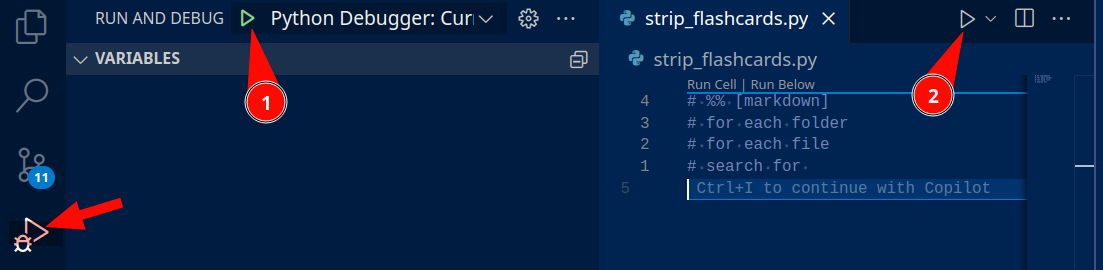 RUN AND DEBUG
Python Debugger: Curr
VARIABLES
11
1
strip_flashcards.py
2
strip_flashcards.py
Run Cell | Run Below
4 # %% [markdown]
3 # for each folder
2 # for each file
1 # search for
5 Ctrl+I to continue with Copilot